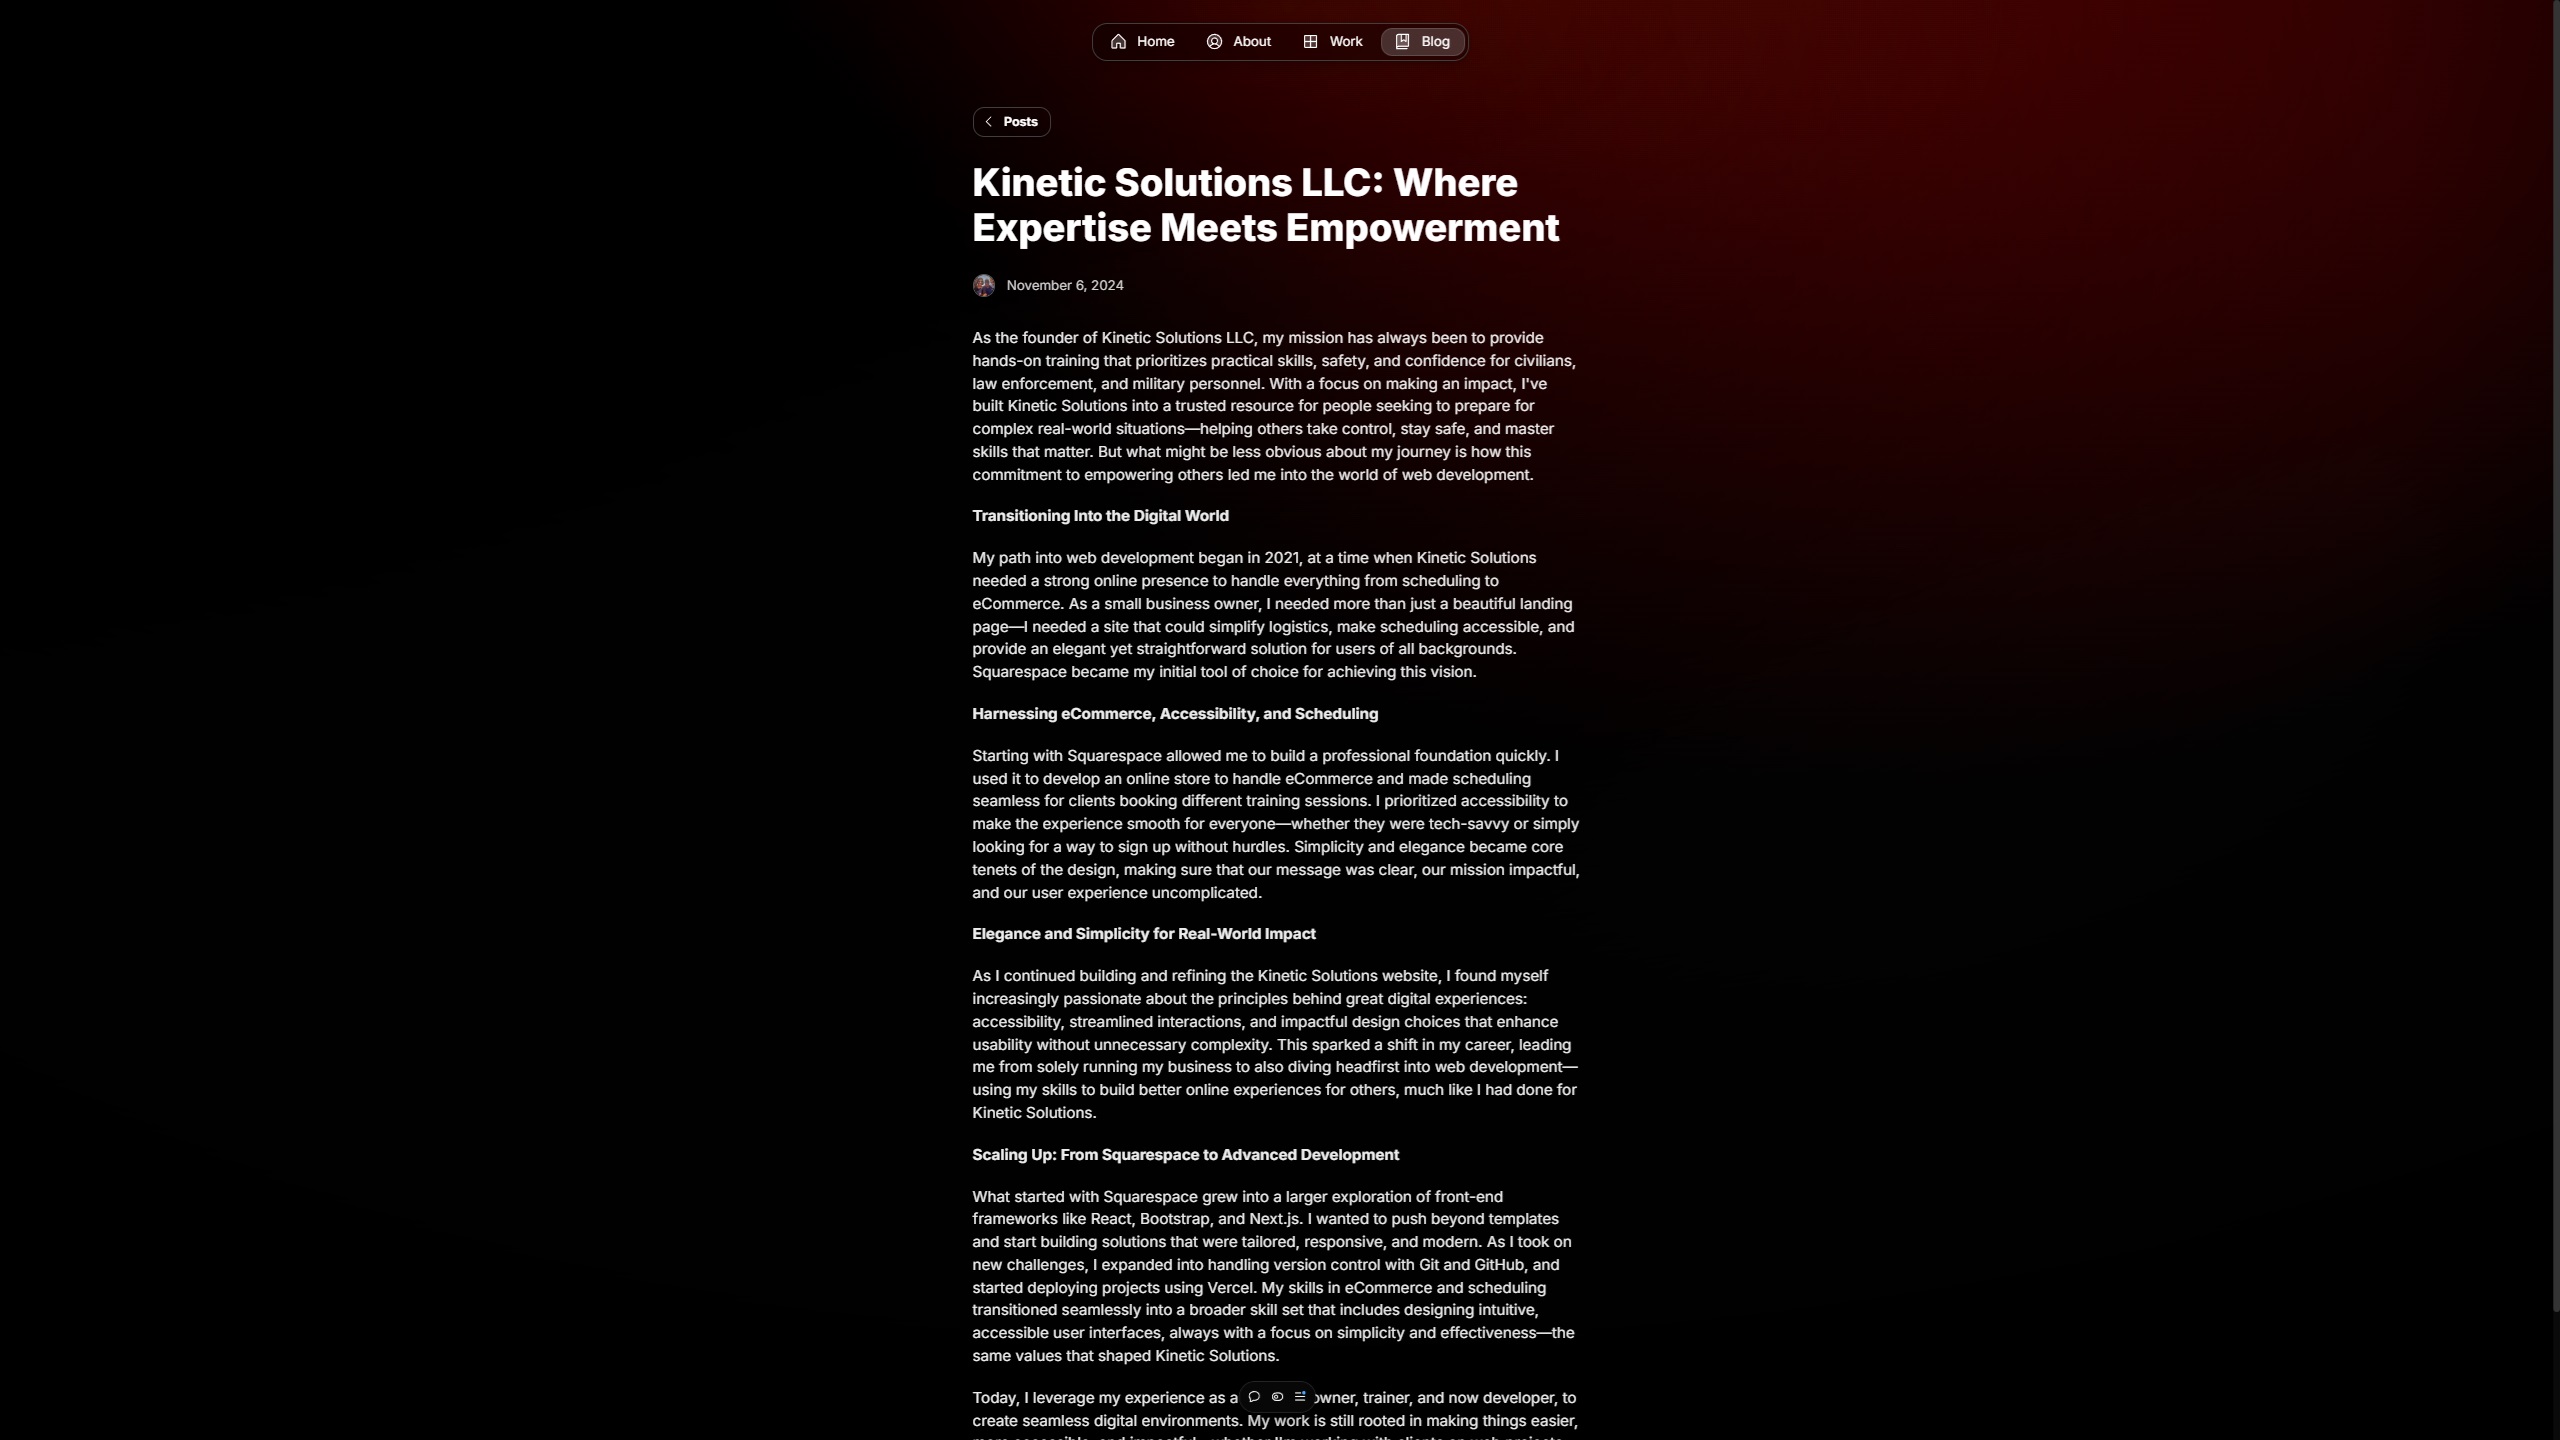 Home
About
Work
Blog
Posts
Kinetic Solutions LLC: Where
Expertise Meets Empowerment
November 6, 2024
As the founder of Kinetic Solutions LLC, my mission has always been to provide
hands-on training that prioritizes practical skills, safety, and confidence for civilians,
law enforcement, and military personnel. With a focus on making an impact, I've
built Kinetic Solutions into a trusted resource for people seeking to prepare for
complex real-world situations—helping others take control, stay safe, and master
skills that matter. But what might be less obvious about my journey is how this
commitment to empowering others led me into the world of web development.
Transitioning Into the Digital World
My path into web development began in 2021, at a time when Kinetic Solutions
needed a strong online presence to handle everything from scheduling to
eCommerce. As a small business owner, I needed more than just a beautiful landing
page—I needed a site that could simplify logistics, make scheduling accessible, and
provide an elegant yet straightforward solution for users of all backgrounds.
Squarespace became my initial tool of choice for achieving this vision.
Harnessing eCommerce, Accessibility, and Scheduling
Starting with Squarespace allowed me to build a professional foundation quickly. I
used it to develop an online store to handle eCommerce and made scheduling
seamless for clients booking different training sessions. I prioritized accessibility to
make the experience smooth for everyone—whether they were tech-savvy or simply
looking for a way to sign up without hurdles. Simplicity and elegance became core
tenets of the design, making sure that our message was clear, our mission impactful,
and our user experience uncomplicated.
Elegance and Simplicity for Real-World Impact
As I continued building and refining the Kinetic Solutions website, I found myself
increasingly passionate about the principles behind great digital experiences:
accessibility, streamlined interactions, and impactful design choices that enhance
usability without unnecessary complexity. This sparked a shift in my career, leading
me from solely running my business to also diving headfirst into web development—
using my skills to build better online experiences for others, much like I had done for
Kinetic Solutions.
Scaling Up: From Squarespace to Advanced Development
What started with Squarespace grew into a larger exploration of front-end
frameworks like React, Bootstrap, and Next.js. I wanted to push beyond templates
and start building solutions that were tailored, responsive, and modern. As I took on
new challenges, I expanded into handling version control with Git and GitHub, and
started deploying projects using Vercel. My skills in eCommerce and scheduling
transitioned seamlessly into a broader skill set that includes designing intuitive,
accessible user interfaces, always with a focus on simplicity and effectiveness—the
same values that shaped Kinetic Solutions.
Today, I leverage my experience as a owner, trainer, and now developer, to
create seamless digital environments. My work is still rooted in making things easier,